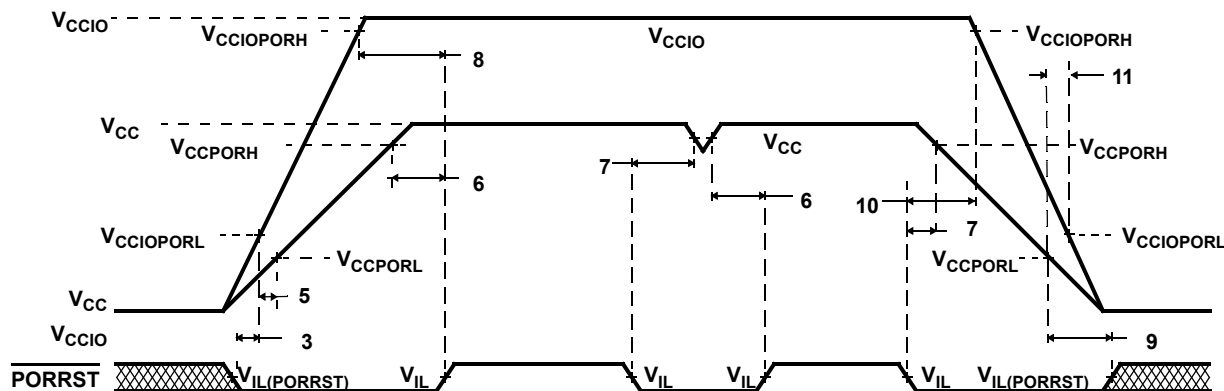 VCCIO
VCCIOPORH
8
VCCIO
VCCIOPORH
11
VCC
VCCPORH
6
7
VCC
6
VCCPORH
10
7
VCCIOPORL
VCCPORL
VCCPORL
VCCIOPORL
VCC
5
VCCIO
3
9
PORRST
VIL(PORRST)
VIL
VIL
VIL
VIL
VIL(PORRST)